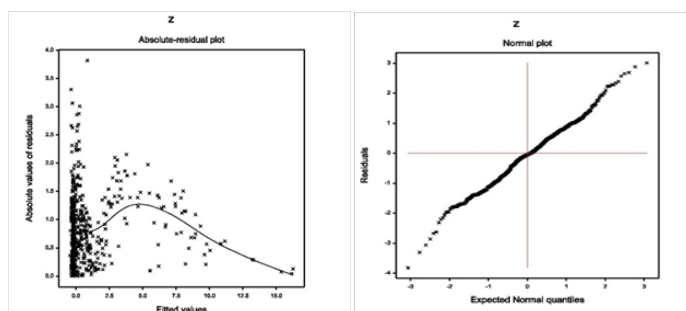 z
Absolute-residual plot
Absolute values of residuals
4.0
3.5
3.0
2.5
2.0
1.5
1.0
0.5
0.0
0.0 2.5 5.0 7.5 10.0 12.5 15.0
Fitted values
z
Normal plot
Residuals
3
2
1
0
-1
-2
-3
-4
-3 -2 -1 0 1 2 3
Expected Normal quantiles